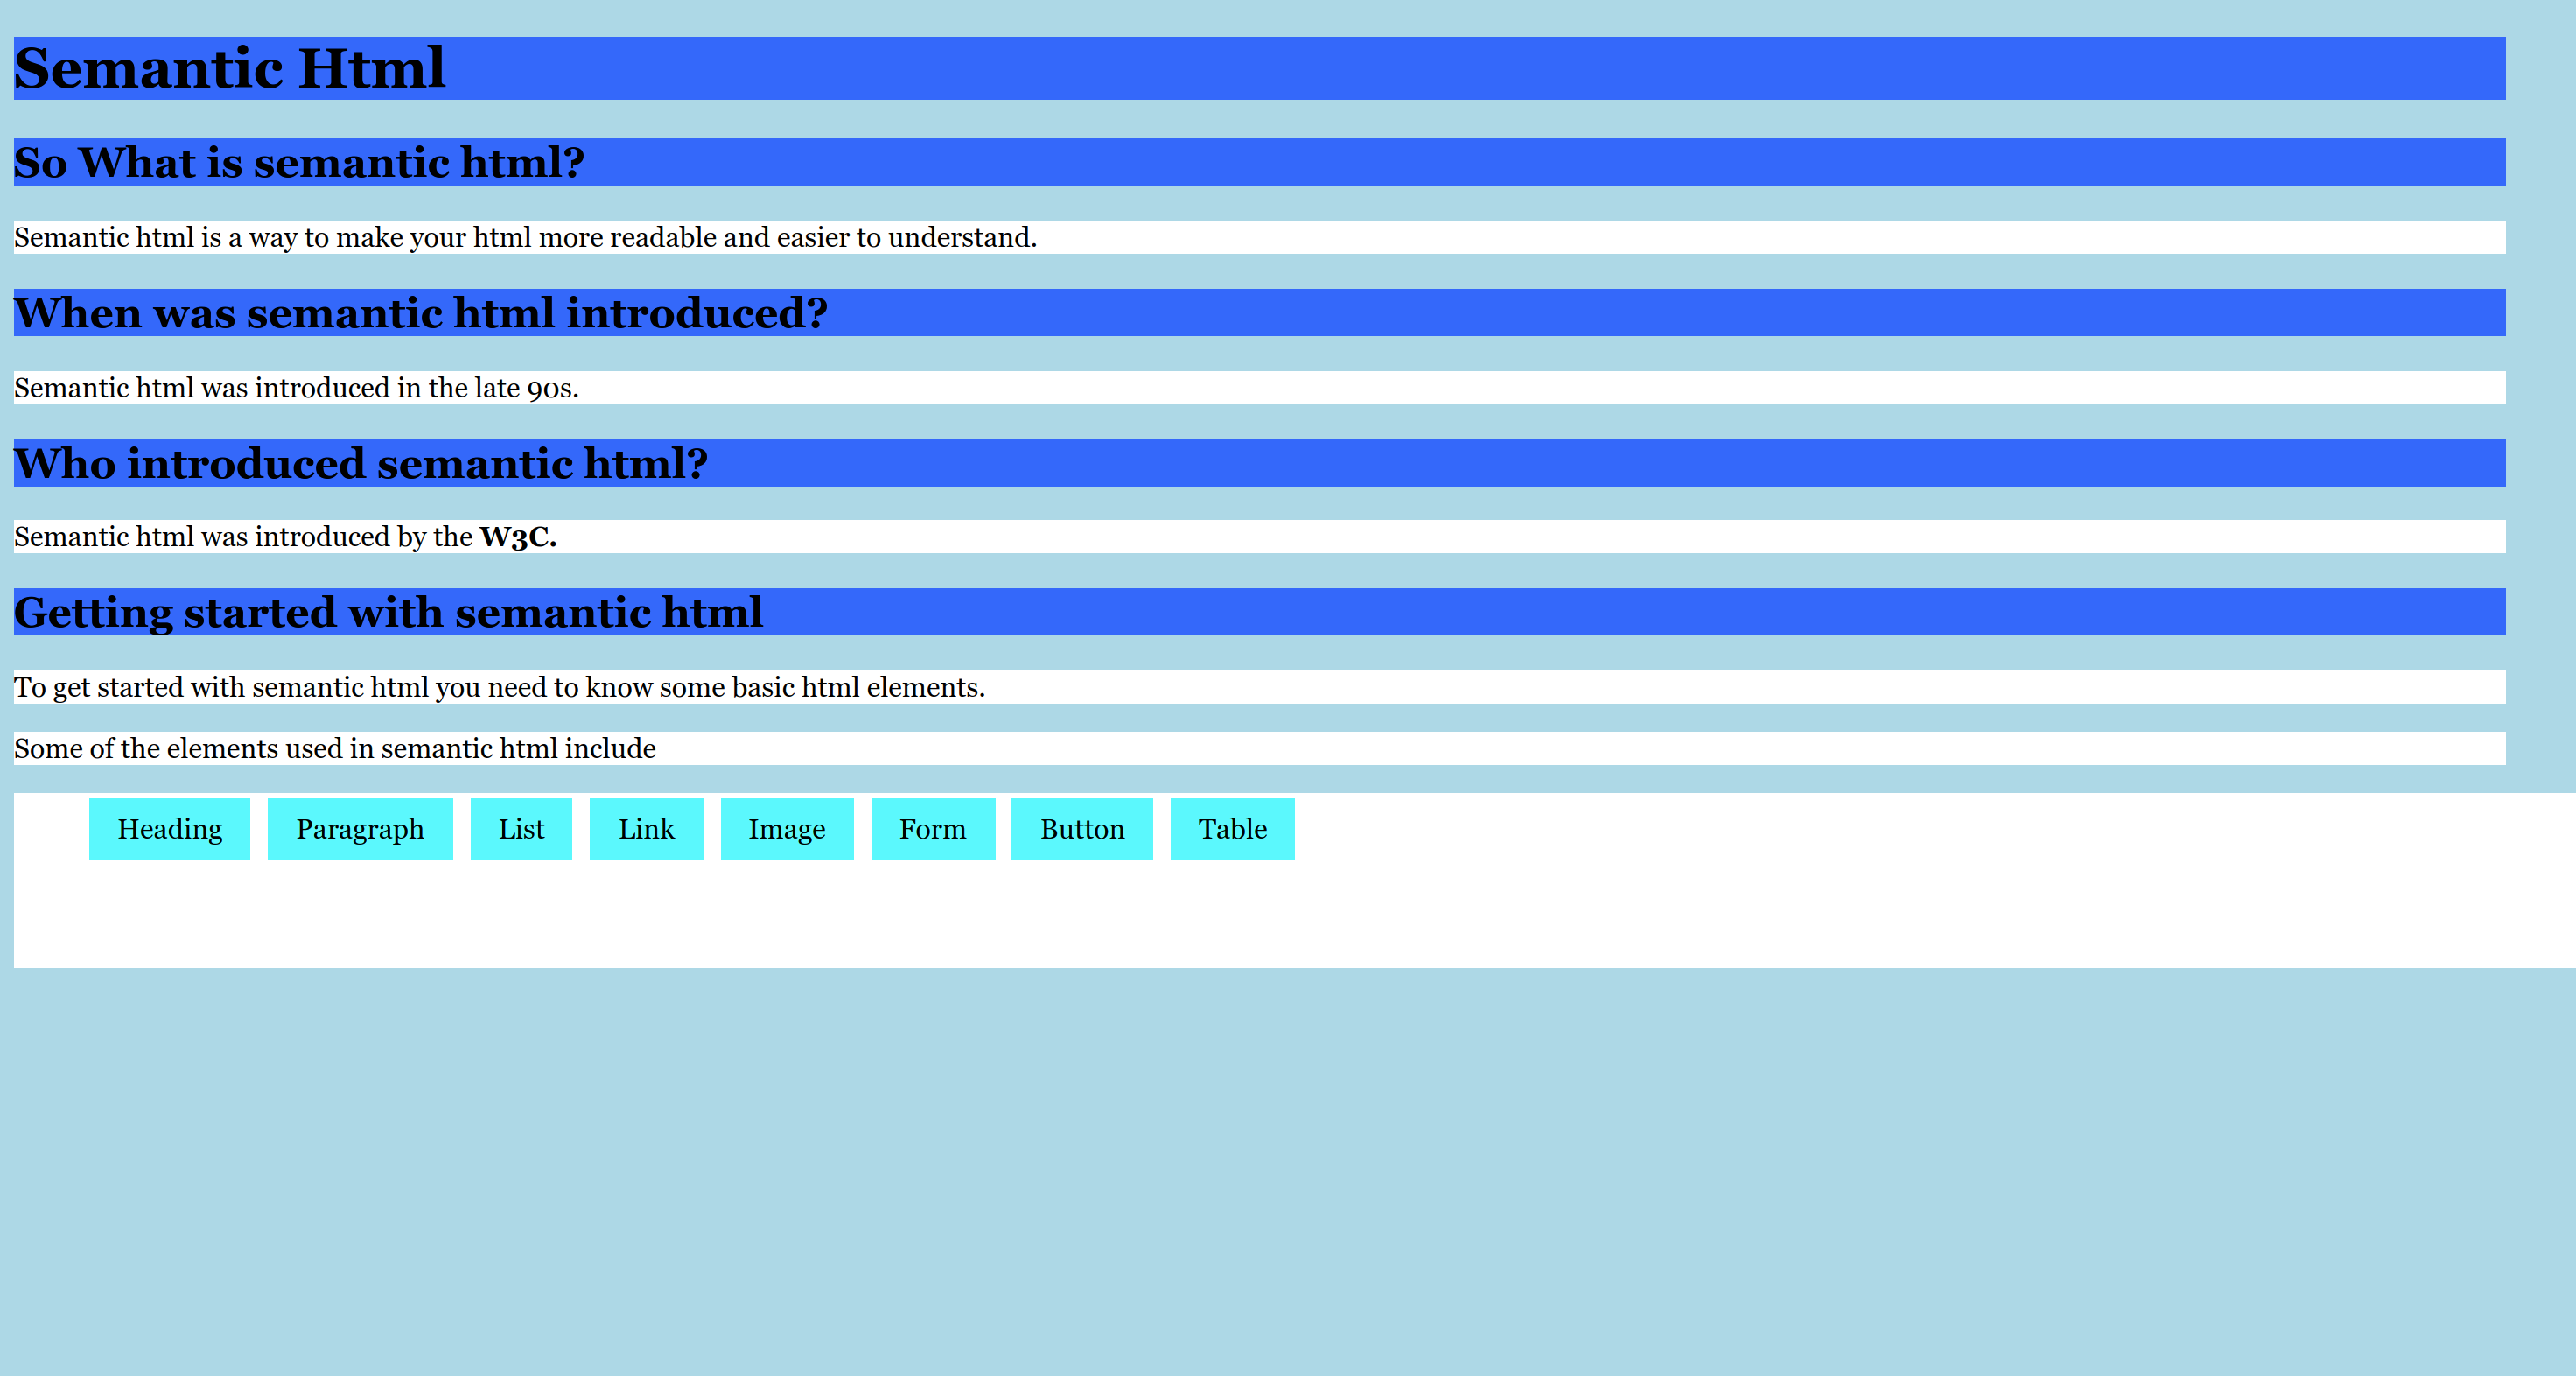 Semantic Html
So What is semantic html?
Semantic html is a way to make your html more readable and easier to understand.
When was semantic html introduced?
Semantic html was introduced in the late 90s.
Who introduced semantic html?
Semantic html was introduced by the W3C.
Getting started with semantic html
To get started with semantic html you need to know some basic html elements.
Some of the elements used in semantic html include
Heading Paragraph List Link Image Form Button Table